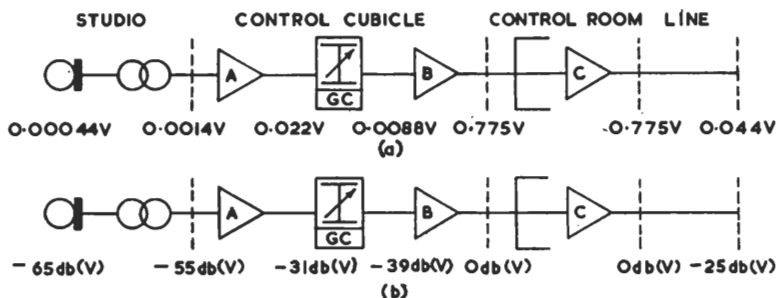 STUDIO CONTROL CUBICLE CONTROL ROOM LINE
A GC B C
0·00044V 0·0014V 0·022V 0·0088V 0·775V 0·775V 0·044V
(a)
A GC B C
-65db(V) -55db(V) -31db(V) -39db(V) 0db(V) 0db(V) -25db(V)
(b)